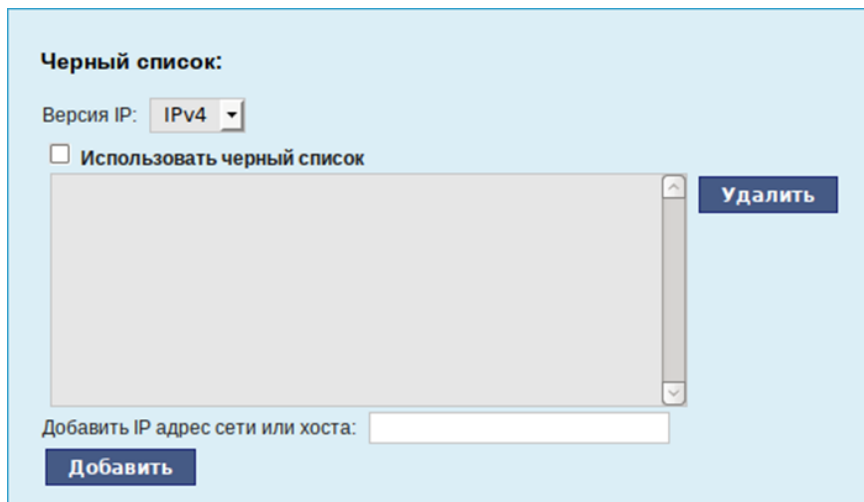 Черный список:
Версия IP: IPv4
Использовать черный список
Удалить
Добавить IP адрес сети или хоста:
Добавить